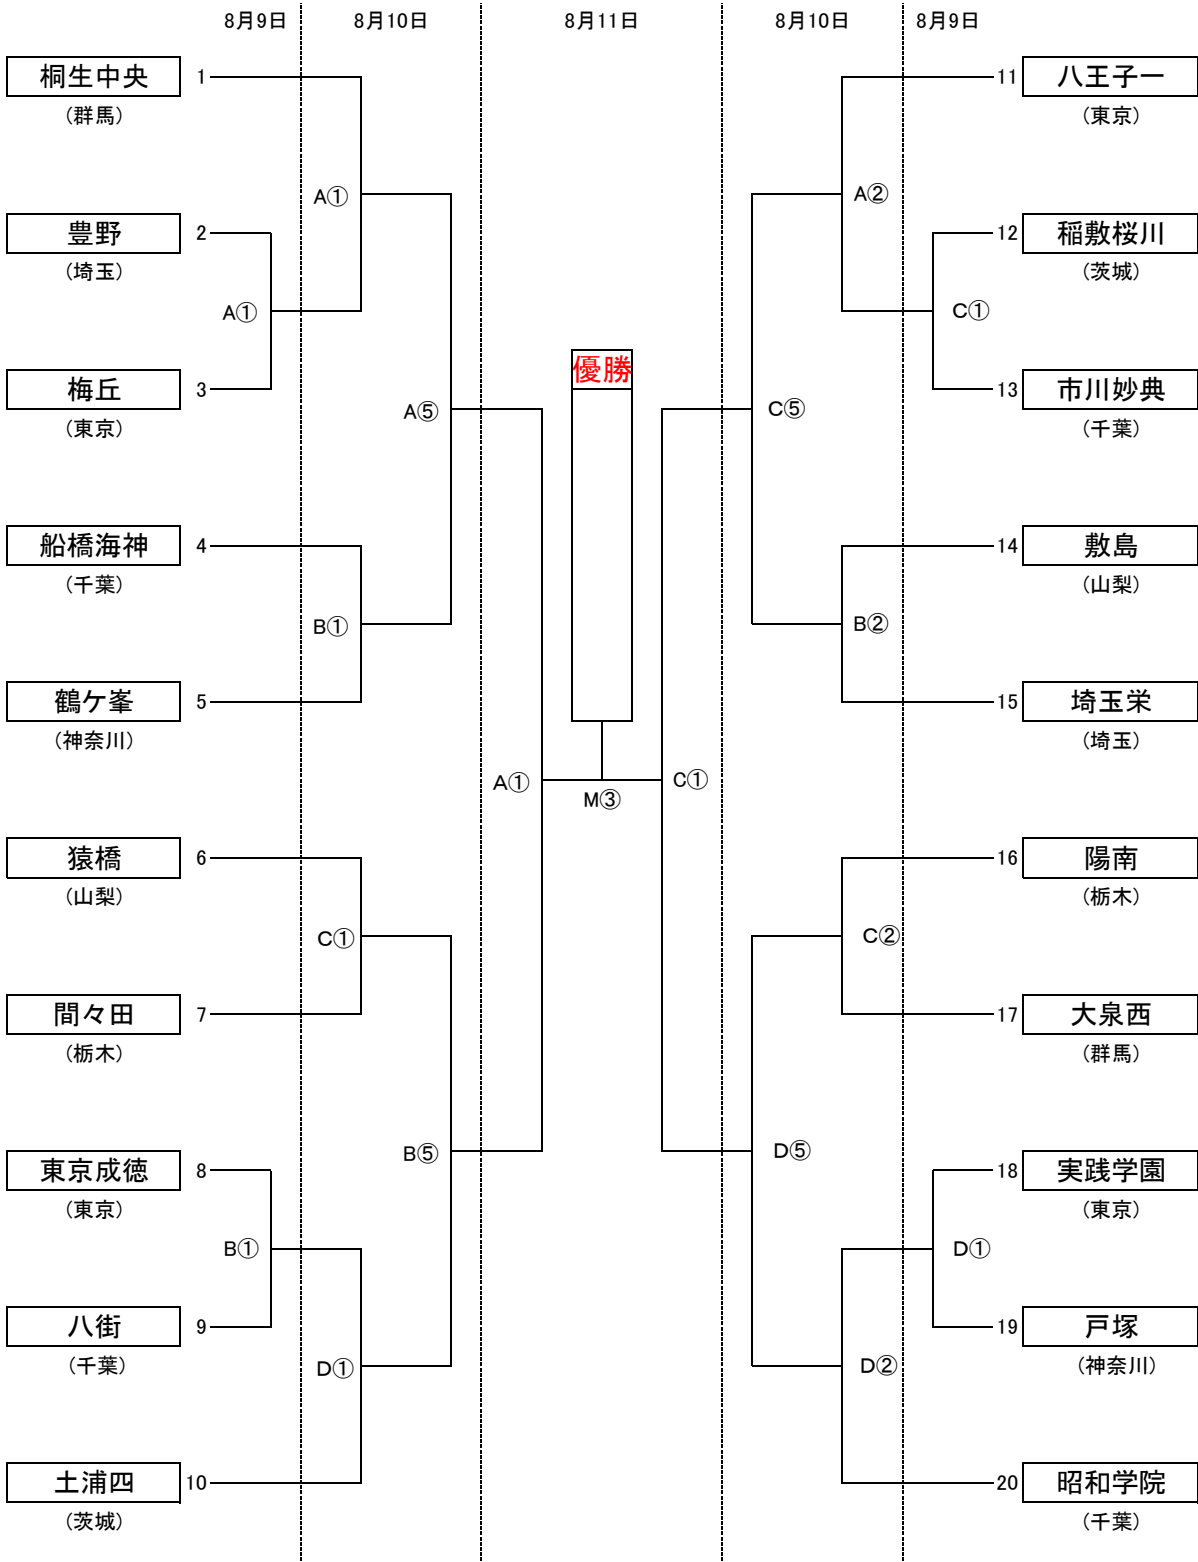 8月9日 8月10日 8月11日 8月10日 8月9日
桐生中央 1
(群馬)
A①
豊野 2
(埼玉)
A①
梅丘 3
(東京)
A⑤
船橋海神 4
(千葉)
B①
鶴ケ峯 5
(神奈川)
A①
猿橋 6
(山梨)
C①
間々田 7
(栃木)
B⑤
東京成徳 8
(東京)
B①
八街 9
(千葉)
D①
土浦四 10
(茨城)
優勝
M③
11 八王子一
(東京)
A②
12 稲敷桜川
(茨城)
C①
13 市川妙典
(千葉)
C⑤
14 敷島
(山梨)
B②
15 埼玉栄
(埼玉)
C①
16 陽南
(栃木)
C②
17 大泉西
(群馬)
D⑤
18 実践学園
(東京)
D①
19 戸塚
(神奈川)
D②
20 昭和学院
(千葉)